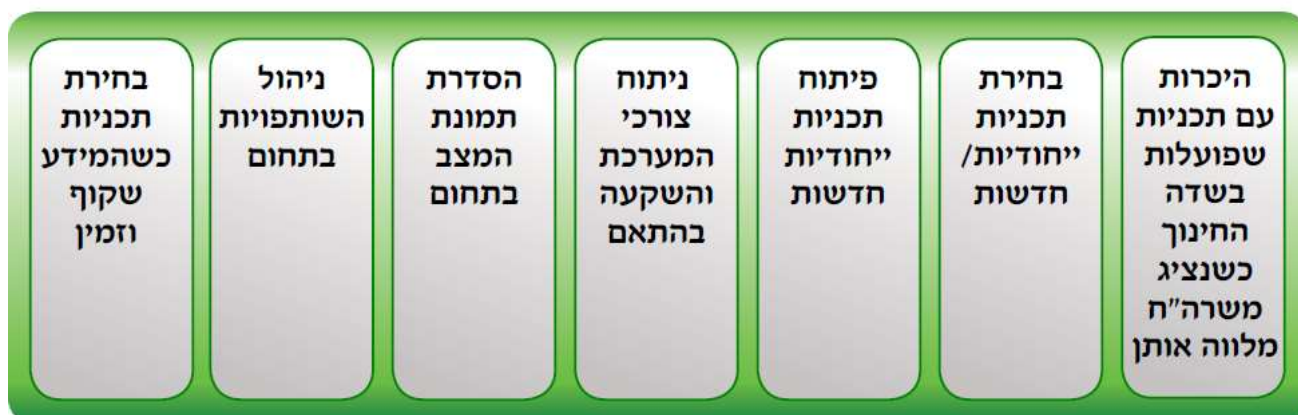 היכרות
עם תכניות
שפועלות
בשדה
החינוך
כשנציג
משרה"ח
מלווה אותן
בחירת
תכניות
ייחודיות/
חדשות
פיתוח
תכניות
ייחודיות
חדשות
ניתוח
צורכי
המערכת
והשקעה
בהתאם
הסדרת
תמונת
המצב
בתחום
ניהול
השותפויות
בתחום
בחירת
תכניות
כשהמידע
שקוף
וזמין